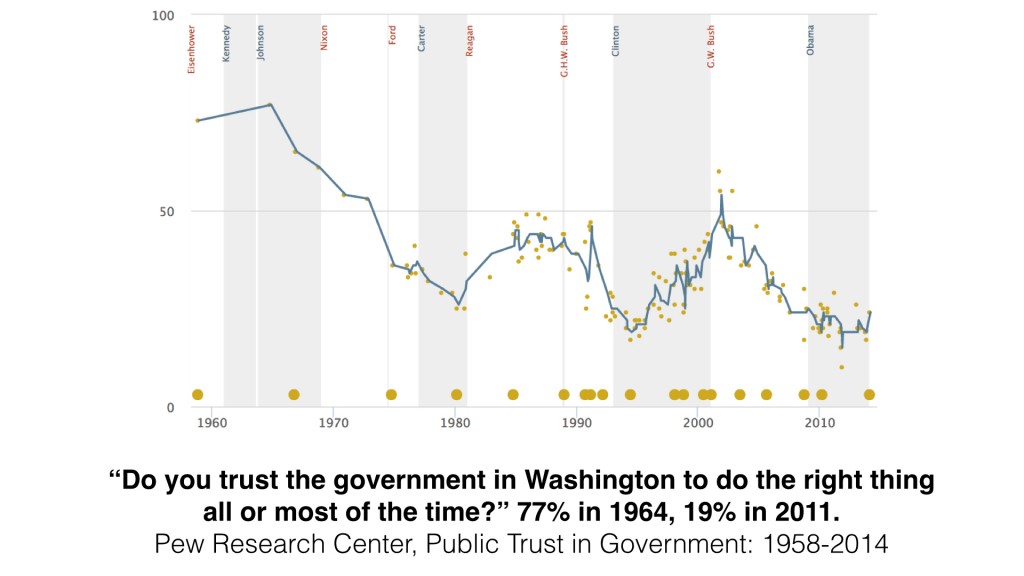 100
Eisenhower
Kennedy
Johnson
Nixon
Ford
Carter
Reagan
G.H.W. Bush
Clinton
G.W. Bush
Obama
50
0
1960 1970 1980 1990 2000 2010
“Do you trust the government in Washington to do the right thing
all or most of the time?” 77% in 1964, 19% in 2011.
Pew Research Center, Public Trust in Government: 1958-2014